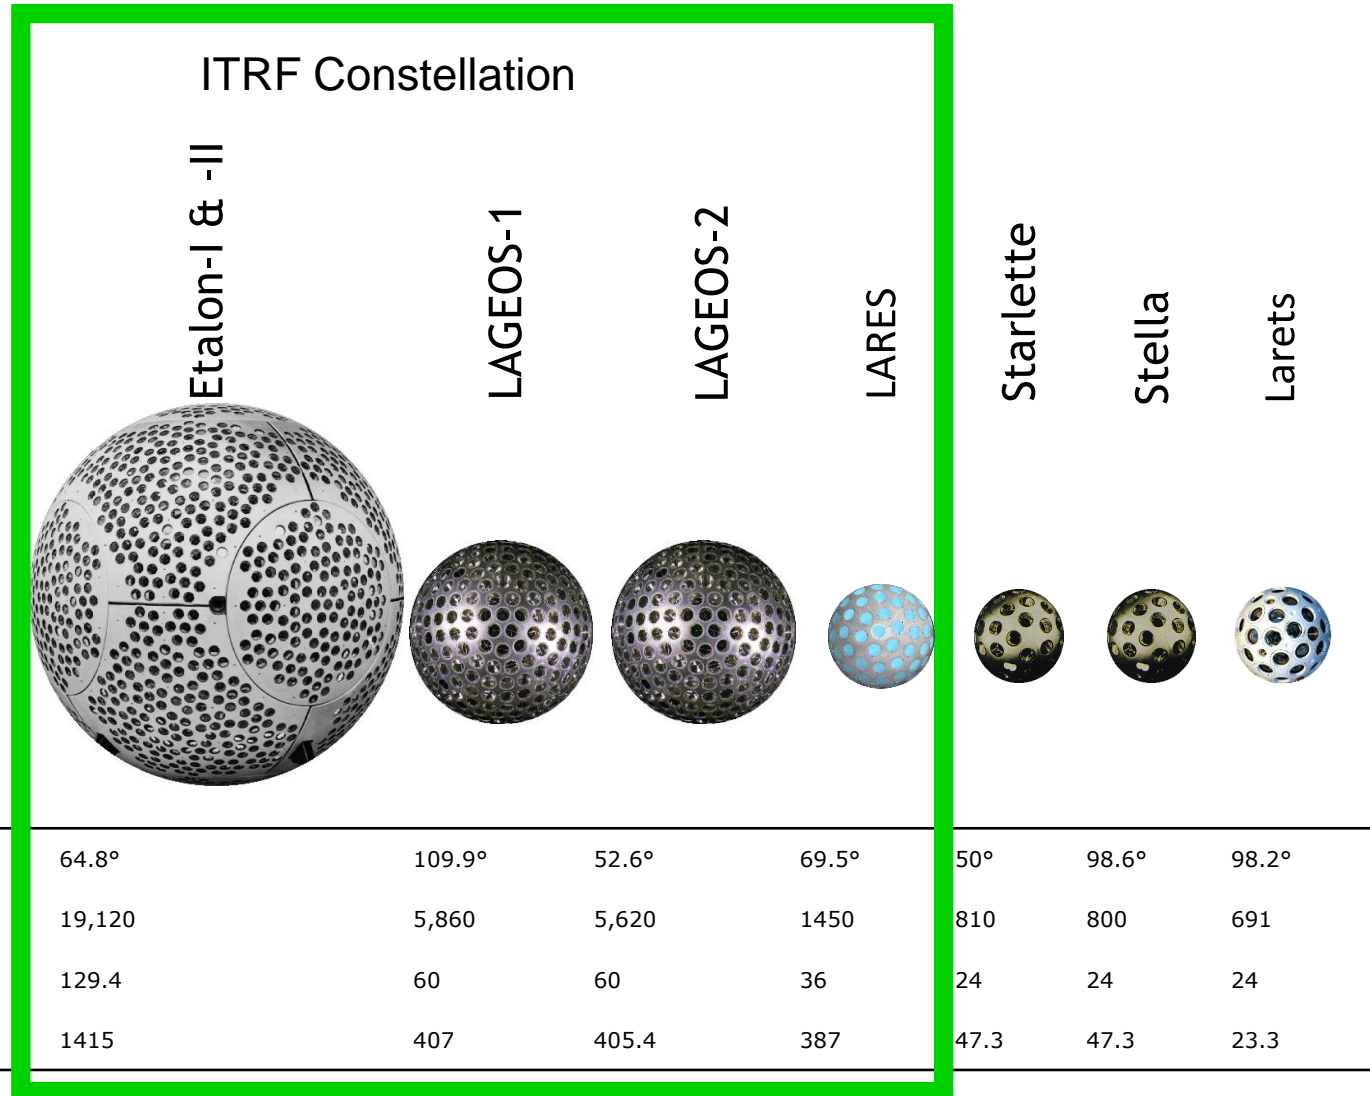 ITRF Constellation
Etalon-I & -II
LAGEOS-1
LAGEOS-2
LARES
Starlette
Stella
Larets
64.8° 109.9° 52.6° 69.5° 50° 98.6° 98.2°
19,120 5,860 5,620 1450 810 800 691
129.4 60 60 36 24 24 24
1415 407 405.4 387 47.3 47.3 23.3